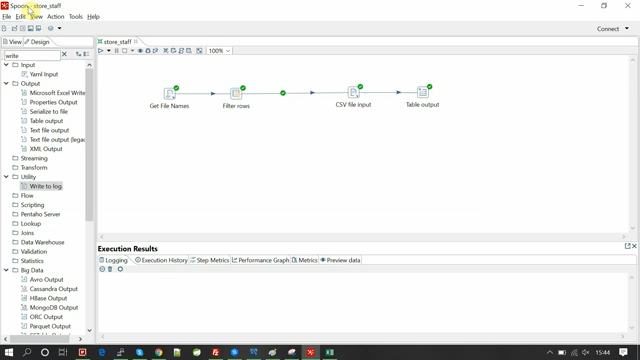 Spoon - store_staff
File Edit View Action Tools Help
Connect
View Design
store_staff
write
100%
Input
Yaml Input
Output
Microsoft Excel Write
Properties Output
Serialize to file
Table output
Text file output
Text file output (legac
XML Output
Streaming
Transform
Utility
Write to log
Flow
Scripting
Pentaho Server
Lookup
Joins
Data Warehouse
Validation
Statistics
Big Data
Avro Output
Cassandra Output
HBase Output
MongoDB Output
ORC Output
Parquet Output
Get File Names
Filter rows
CSV file input
Table output
Execution Results
Logging Execution History Step Metrics Performance Graph Metrics Preview data
15:44